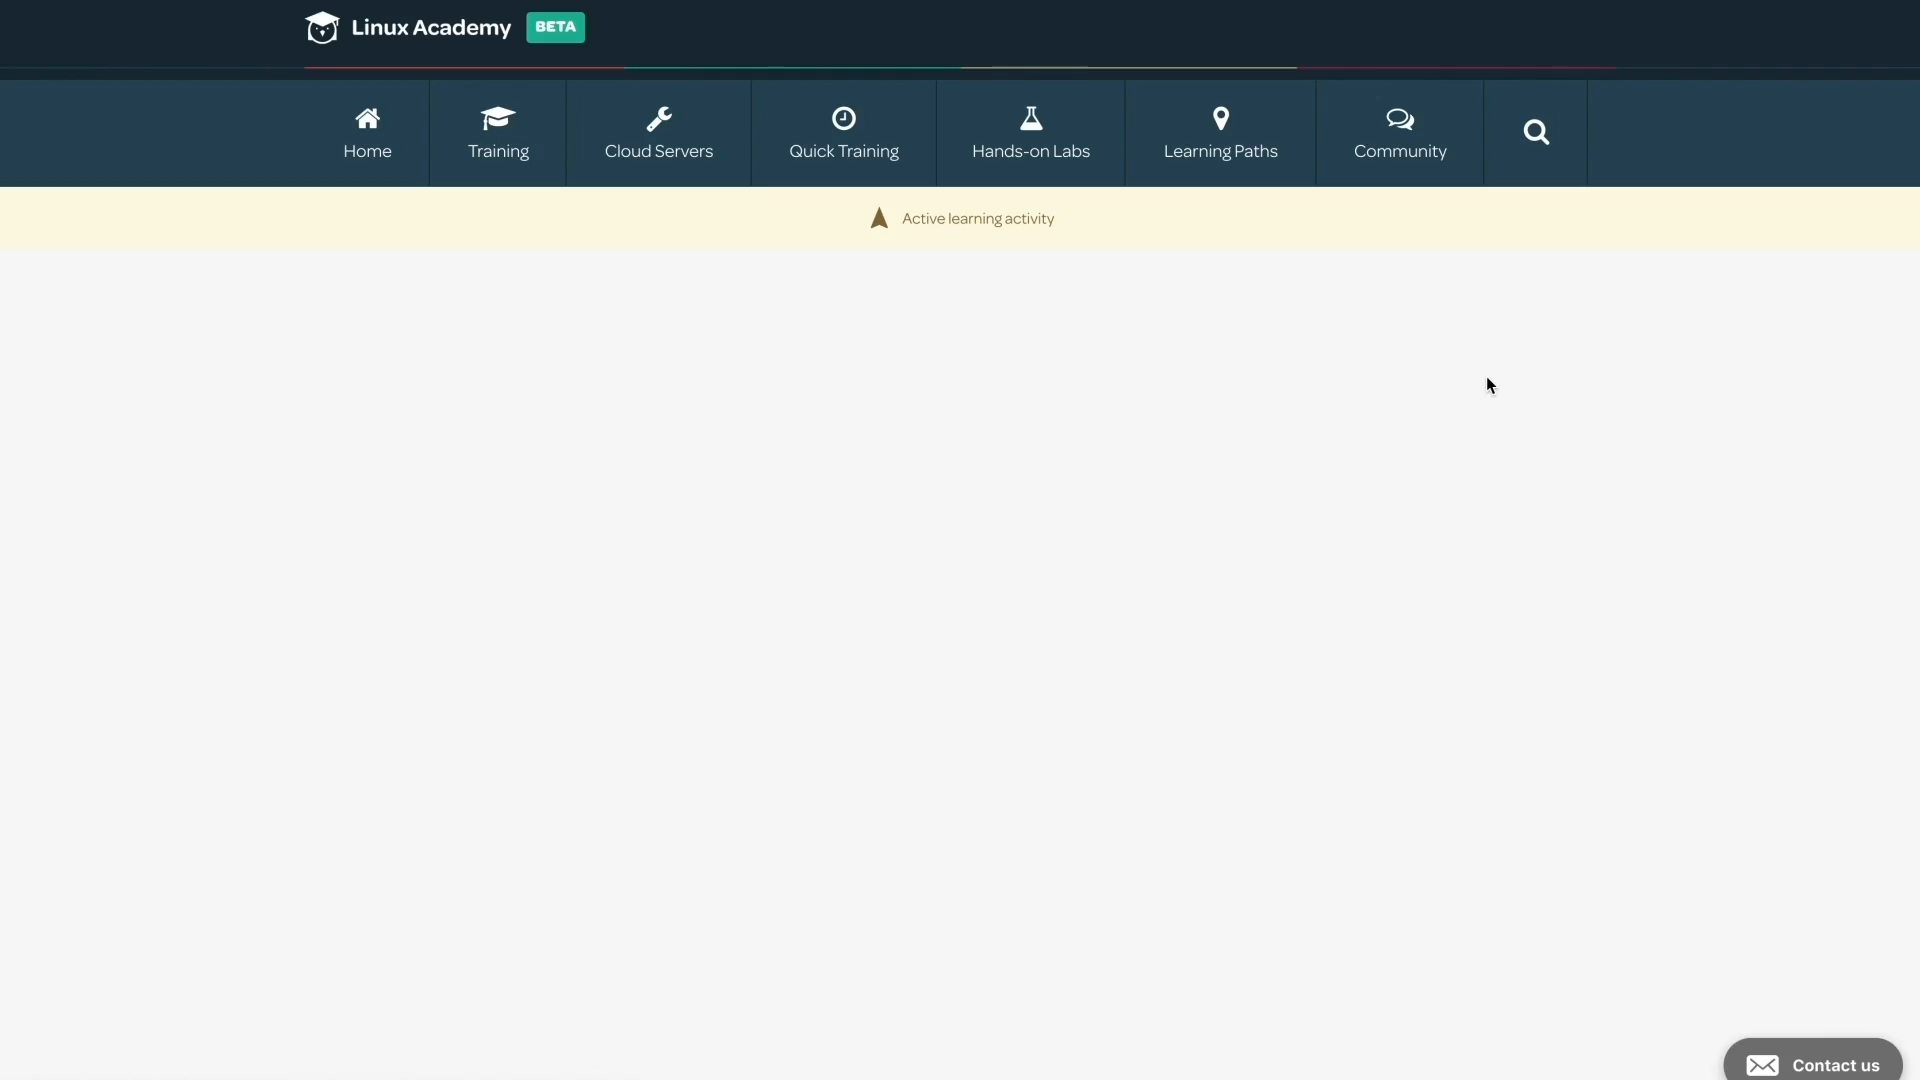 Linux Academy BETA
Home
Training
Cloud Servers
Quick Training
Hands-on Labs
Learning Paths
Community
Active learning activity
Contact us